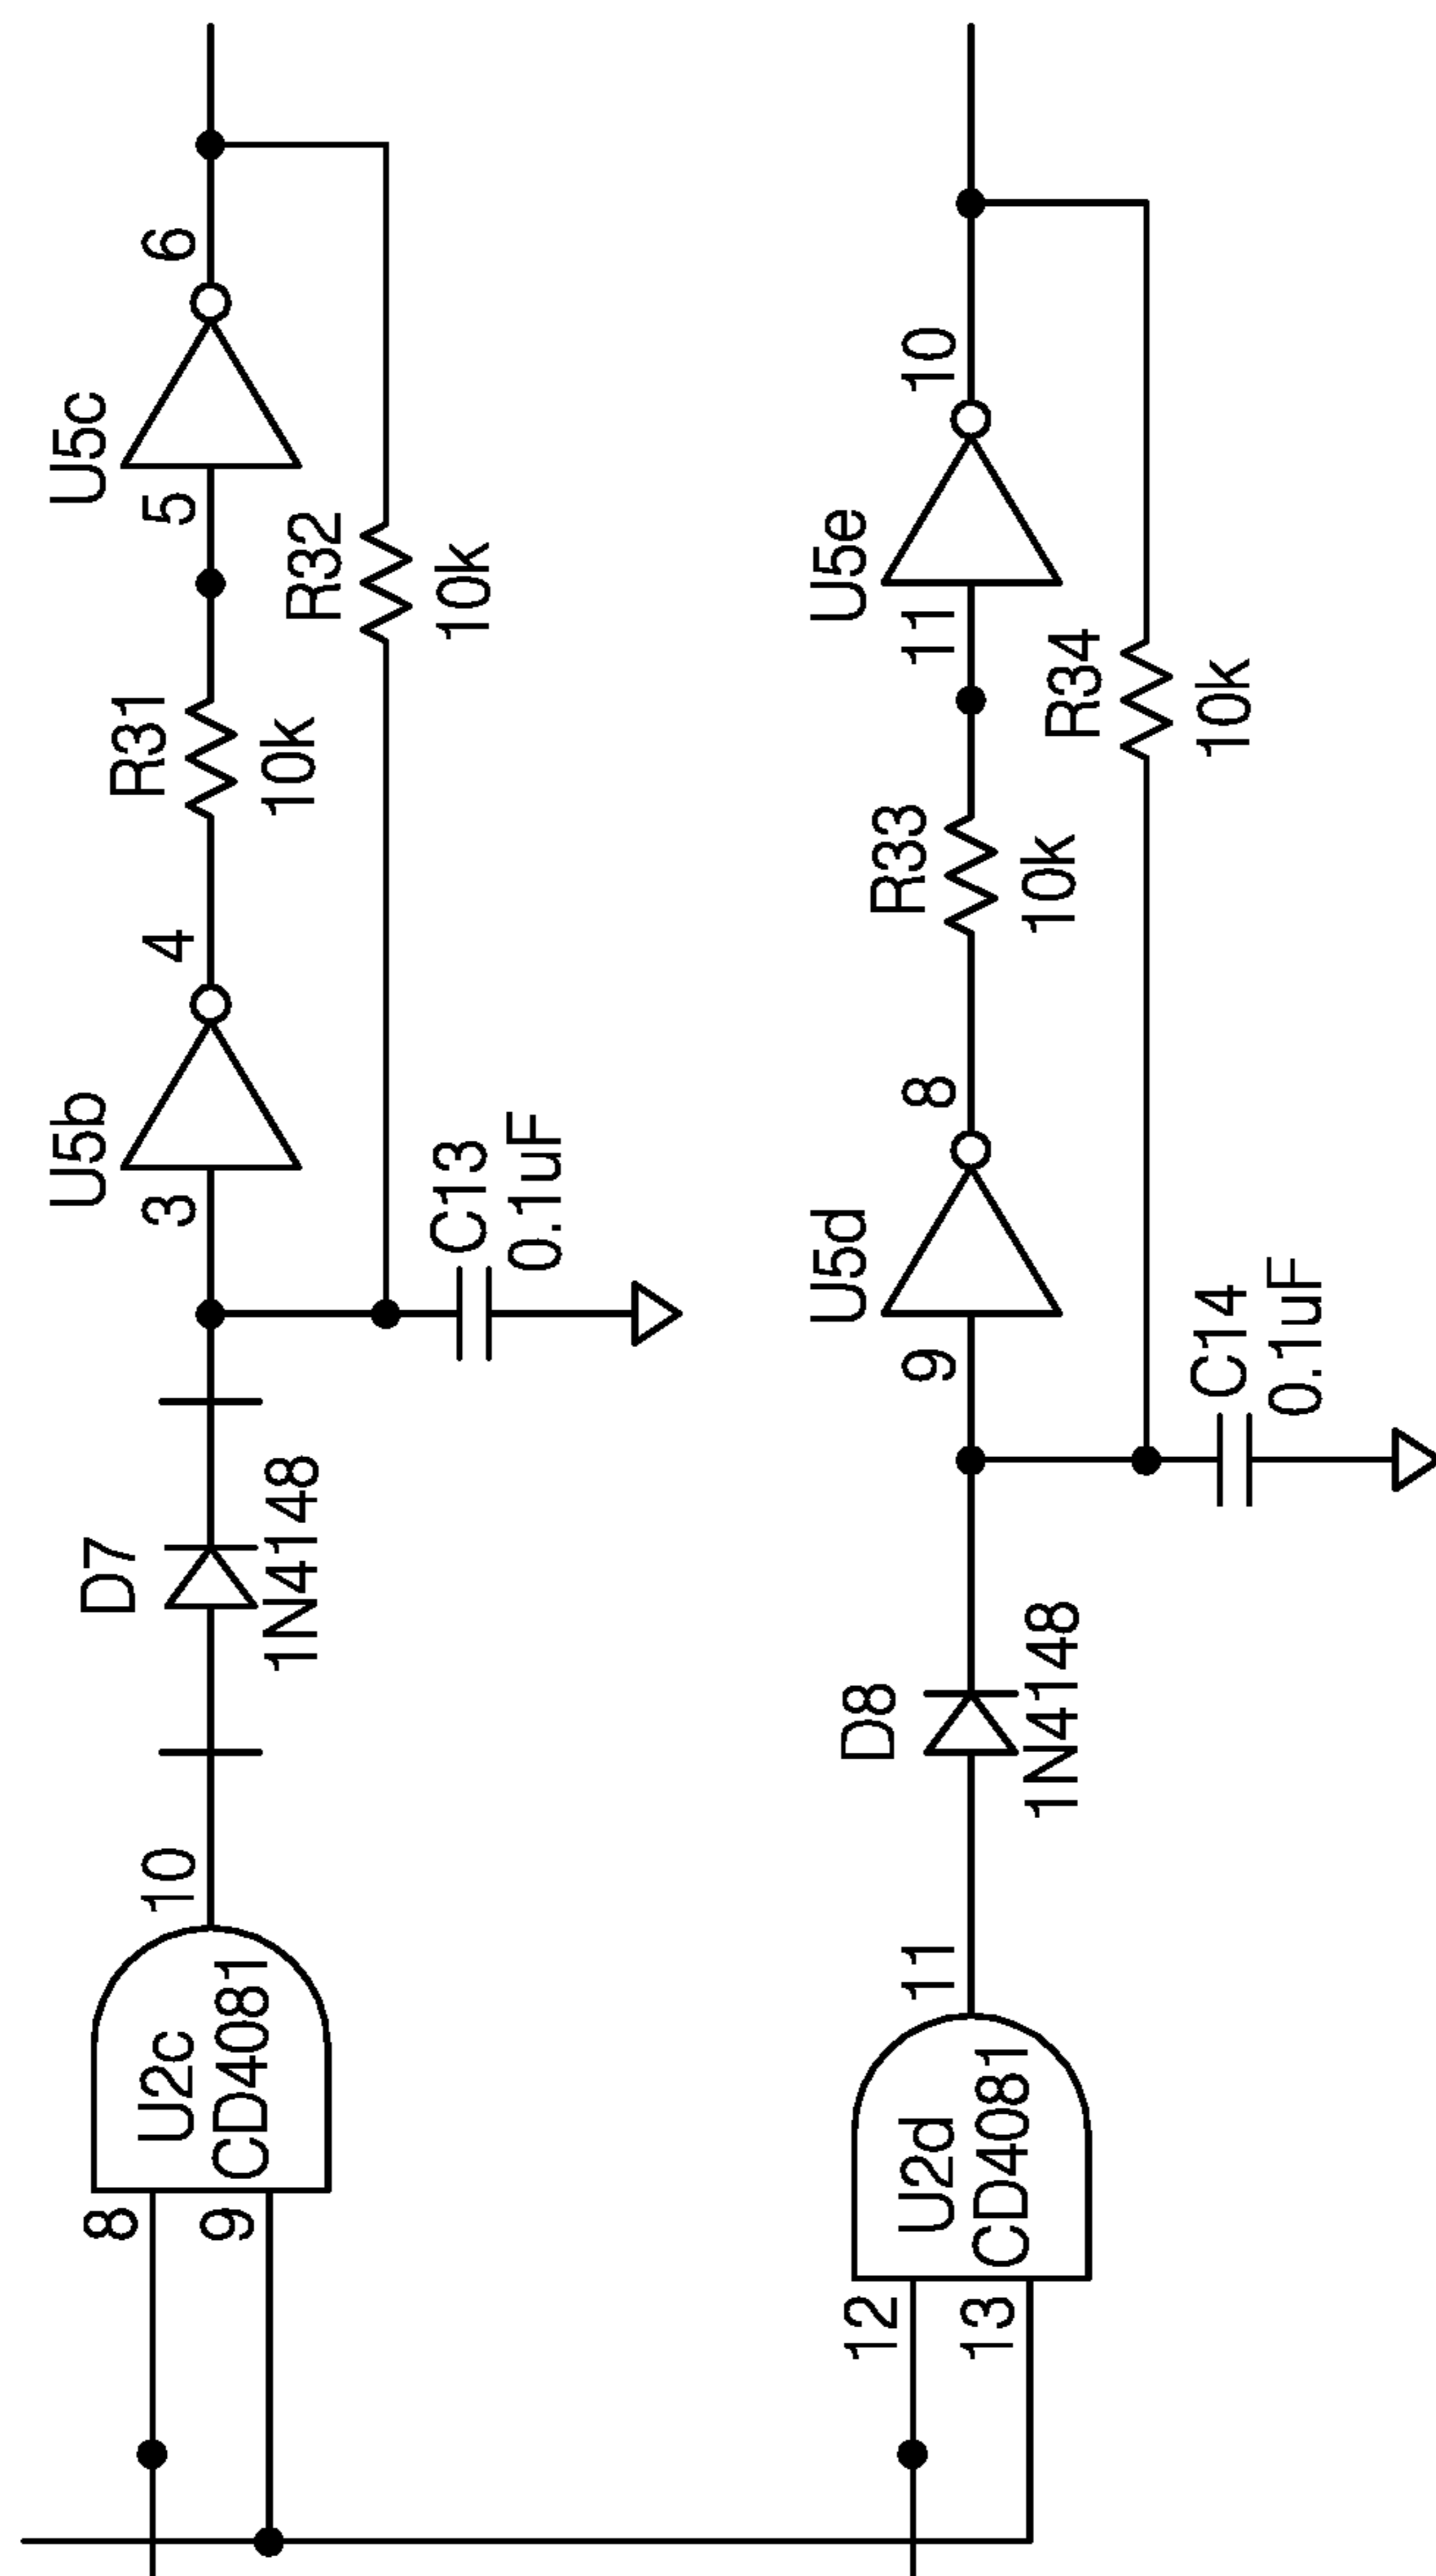 8
9
U2c
CD4081
10
D7
1N4148
3
U5b
4
C13
0.1uF
R31
10k
5
U5c
6
R32
10k
12
13
U2d
CD4081
11
D8
1N4148
9
U5d
8
C14
0.1uF
R33
10k
11
U5e
10
R34
10k